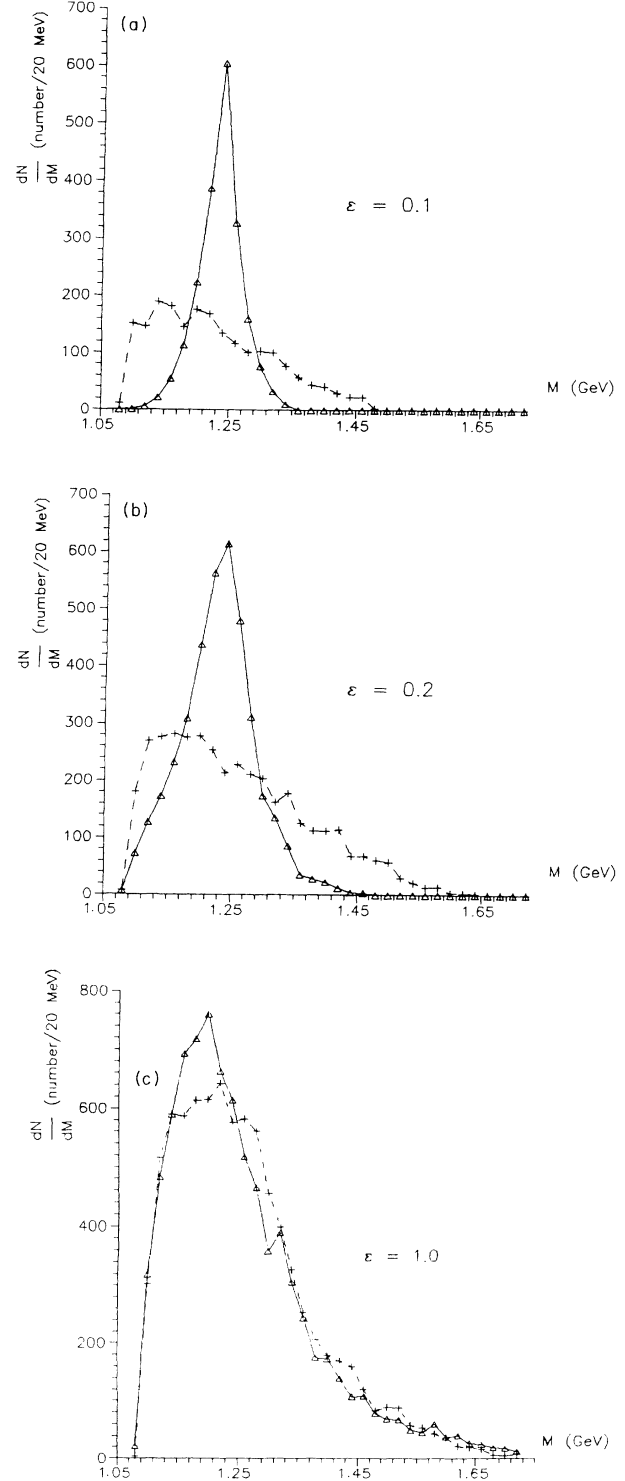 (a)
dN
dM
(number/20 MeV)
700
600
500
400
300
200
100
0
ε = 0.1
M (GeV)
1.05
1.25
1.45
1.65
(b)
dN
dM
(number/20 MeV)
700
600
500
400
300
200
100
0
ε = 0.2
M (GeV)
1.05
1.25
1.45
1.65
(c)
dN
dM
(number/20 MeV)
800
600
400
200
0
ε = 1.0
M (GeV)
1.05
1.25
1.45
1.65